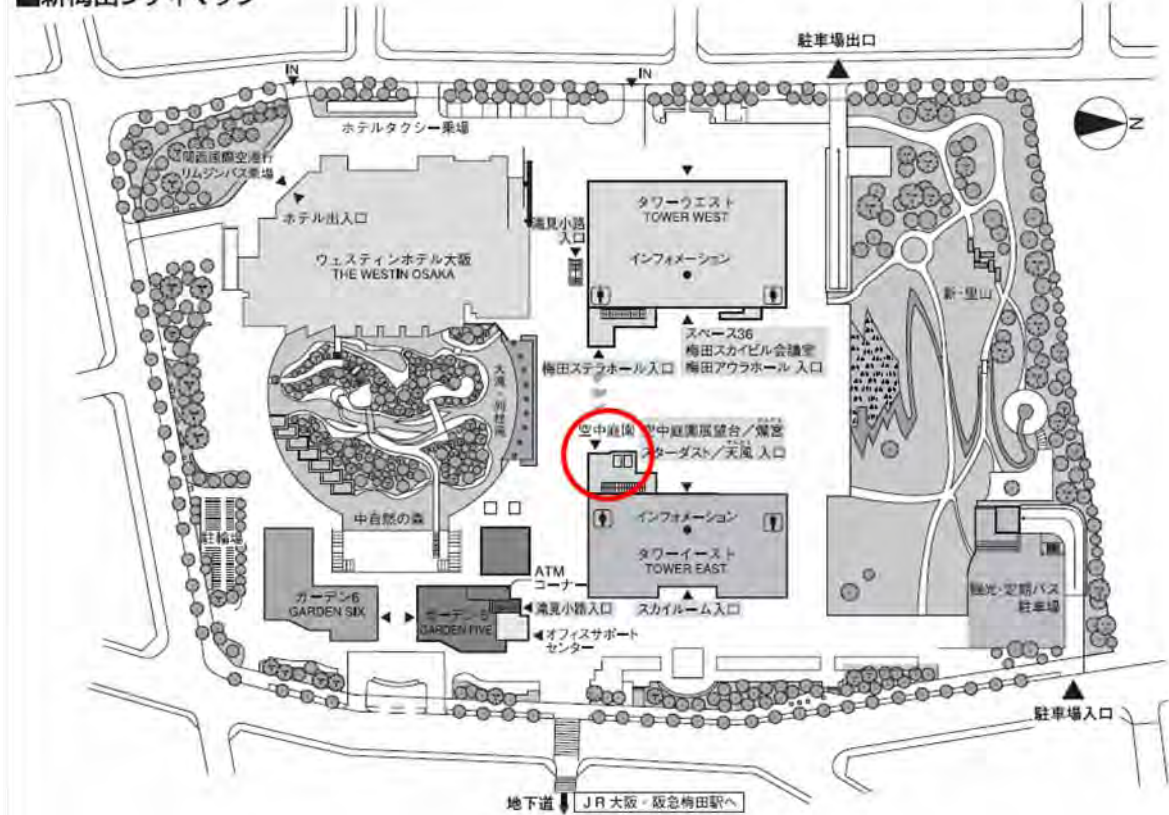 ■新梅田シティマップ
駐車場出口
IN
IN
ホテルタクシー乗場
N
関西国際空港行
リムジンバス乗場
ホテル出入口
タワーウエスト
TOWER WEST
滝見小路
入口
ウェスティンホテル大阪
THE WESTIN OSAKA
インフォメーション
新・里山
スペース36
梅田スカイビル会議室
梅田アウラホール 入口
梅田ステラホール入口
大滝・列柱滝
空中庭園
空中庭園展望台/燦宮
スターダスト/天風 入口
中自然の森
インフォメーション
タワーイースト
TOWER EAST
駐輪場
ATM
コーナー
ガーデン6
GARDEN SIX
ガーデン5
GARDEN FIVE
滝見小路入口
スカイルーム入口
観光・定期バス
駐車場
オフィスサポート
センター
駐車場入口
地下道
JR大阪・阪急梅田駅へ